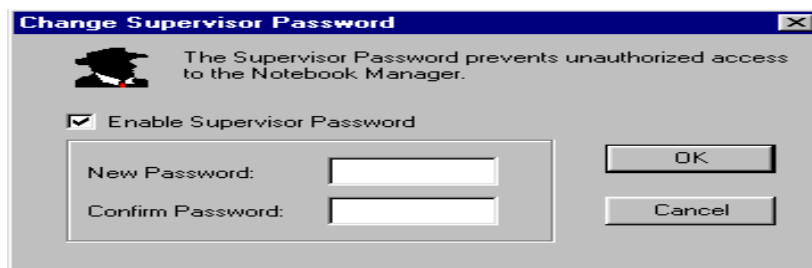 Change Supervisor Password
The Supervisor Password prevents unauthorized access
to the Notebook Manager.
Enable Supervisor Password
New Password:
OK
Confirm Password:
Cancel